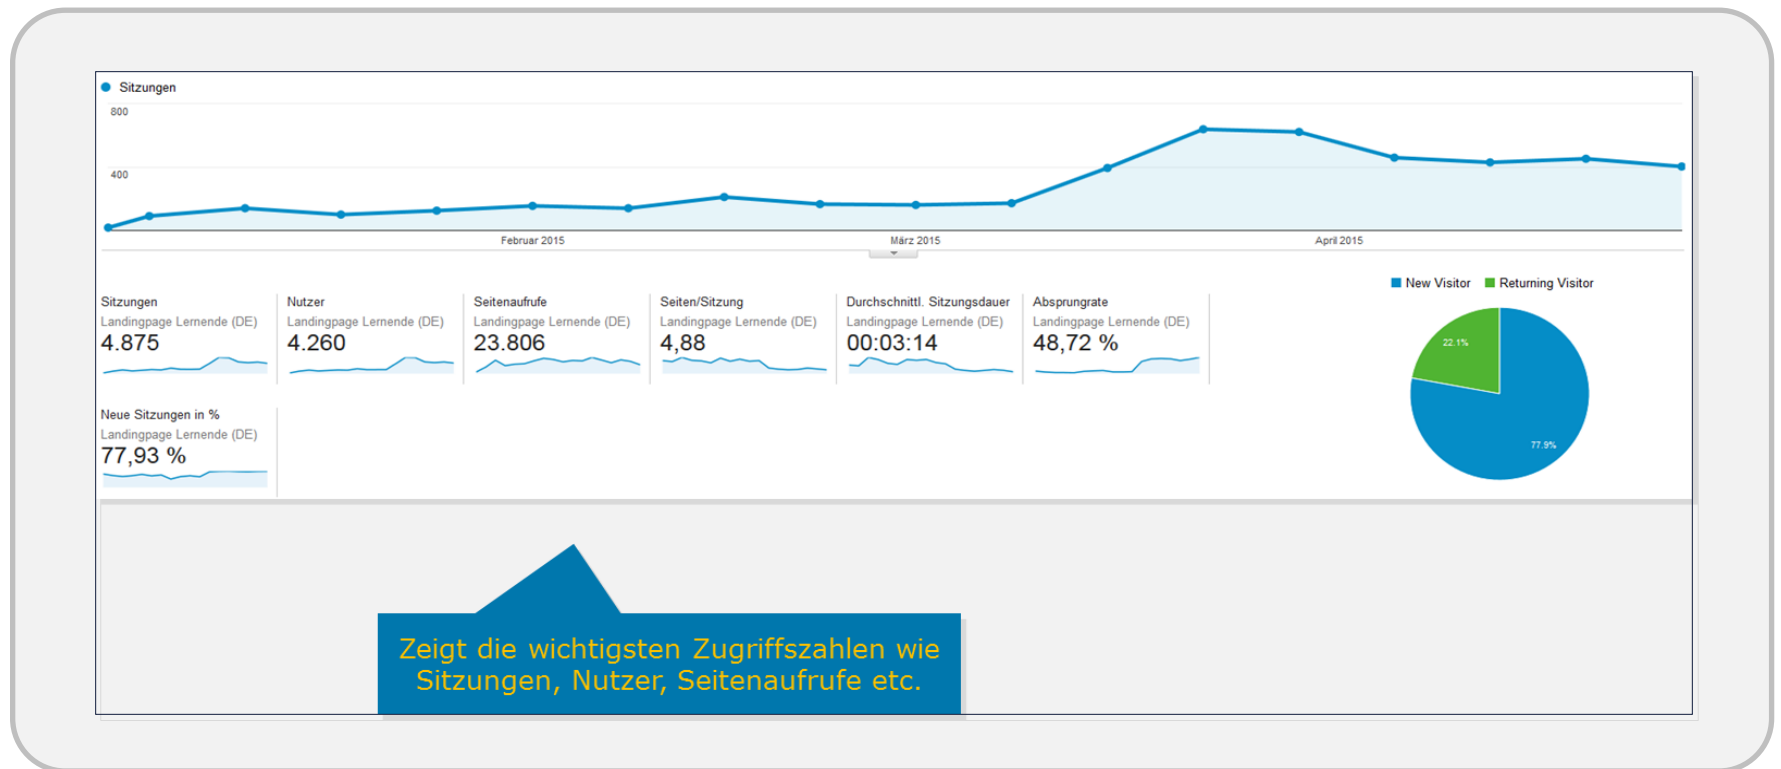 Sitzungen
800
400
Februar 2015
März 2015
April 2015
New Visitor
Returning Visitor
Sitzungen
Landingpage Lernende (DE)
4.875
Nutzer
Landingpage Lernende (DE)
4.260
Seitenaufrufe
Landingpage Lernende (DE)
23.806
Seiten/Sitzung
Landingpage Lernende (DE)
4,88
Durchschnittl. Sitzungsdauer
Landingpage Lernende (DE)
00:03:14
Absprungrate
Landingpage Lernende (DE)
48,72 %
22.1%
77.9%
Neue Sitzungen in %
Landingpage Lernende (DE)
77,93 %
Zeigt die wichtigsten Zugriffszahlen wie
Sitzungen, Nutzer, Seitenaufrufe etc.